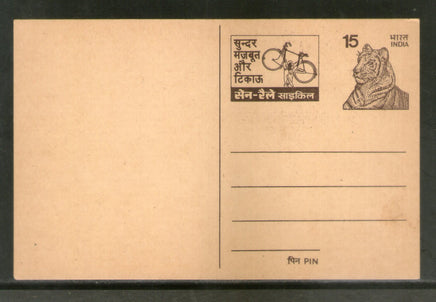 सुन्दर
मज़बूत
और
टिकाऊ
सॅन-रॅले साइकिल
15 भारत
INDIA
पिन PIN